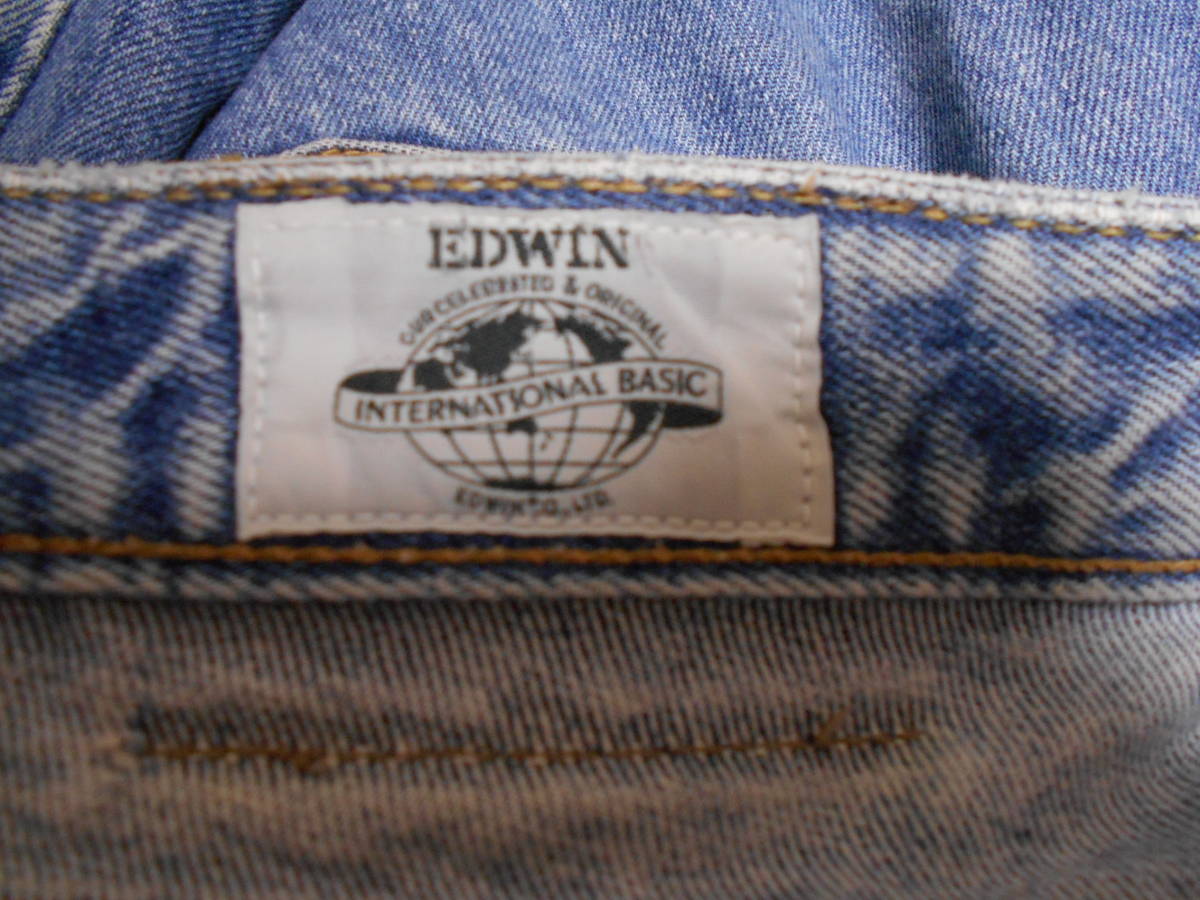 EDWIN
OUR CELEBRATED & ORIGINAL
INTERNATIONAL BASIC
EDWIN CO., LTD.